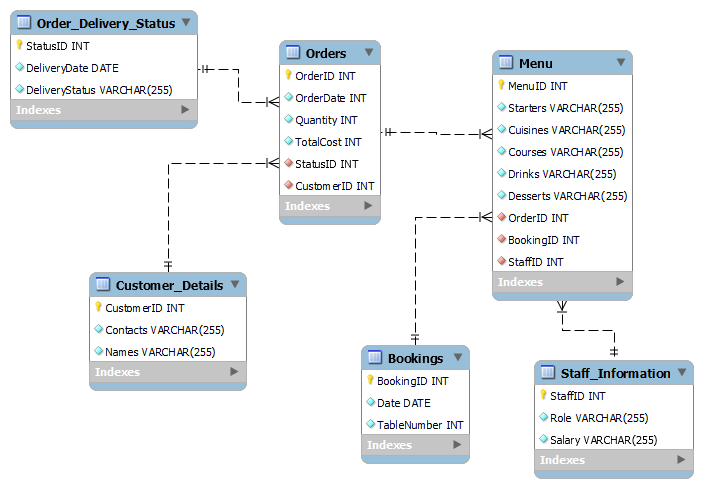 Order_Delivery_Status
StatusID INT
DeliveryDate DATE
DeliveryStatus VARCHAR(255)
Indexes
Orders
OrderID INT
OrderDate INT
Quantity INT
TotalCost INT
StatusID INT
CustomerID INT
Indexes
Menu
MenuID INT
Starters VARCHAR(255)
Cuisines VARCHAR(255)
Courses VARCHAR(255)
Drinks VARCHAR(255)
Desserts VARCHAR(255)
OrderID INT
BookingID INT
StaffID INT
Indexes
Customer_Details
CustomerID INT
Contacts VARCHAR(255)
Names VARCHAR(255)
Indexes
Bookings
BookingID INT
Date DATE
TableNumber INT
Indexes
Staff_Information
StaffID INT
Role VARCHAR(255)
Salary VARCHAR(255)
Indexes